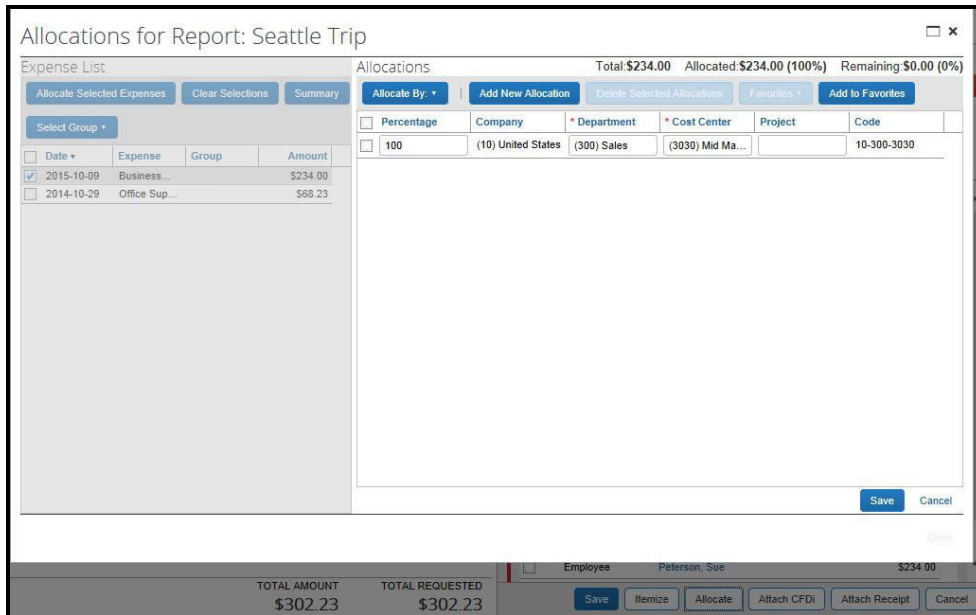 Allocations for Report: Seattle Trip
Expense List
Allocate Selected Expenses Clear Selections Summary
Select Group
Date Expense Group Amount
2015-10-09 Business... $234.00
2014-10-29 Office Sup... $68.23
Allocations Total:$234.00 Allocated:$234.00 (100%) Remaining:$0.00 (0%)
Allocate By: | Add New Allocation Delete Selected Allocations Favorites Add to Favorites
Percentage Company * Department * Cost Center Project Code
100 (10) United States (300) Sales (3030) Mid Ma... 10-300-3030
Save Cancel
Done
Employee Peterson, Sue $234.00
TOTAL AMOUNT TOTAL REQUESTED
$302.23 $302.23
Save Itemize Allocate Attach CFDi Attach Receipt Cancel